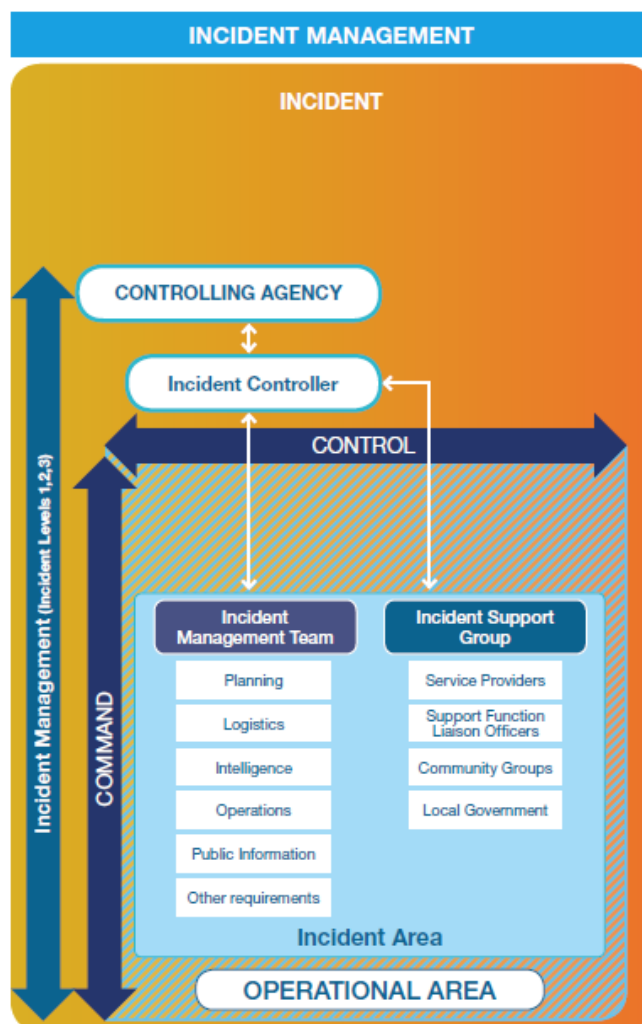 INCIDENT MANAGEMENT
INCIDENT
CONTROLLING AGENCY
Incident Controller
CONTROL
Incident Management (Incident Levels 1,2,3)
COMMAND
Incident
Management Team
Planning
Logistics
Intelligence
Operations
Public Information
Other requirements
Incident Support
Group
Service Providers
Support Function
Liaison Officers
Community Groups
Local Government
Incident Area
OPERATIONAL AREA